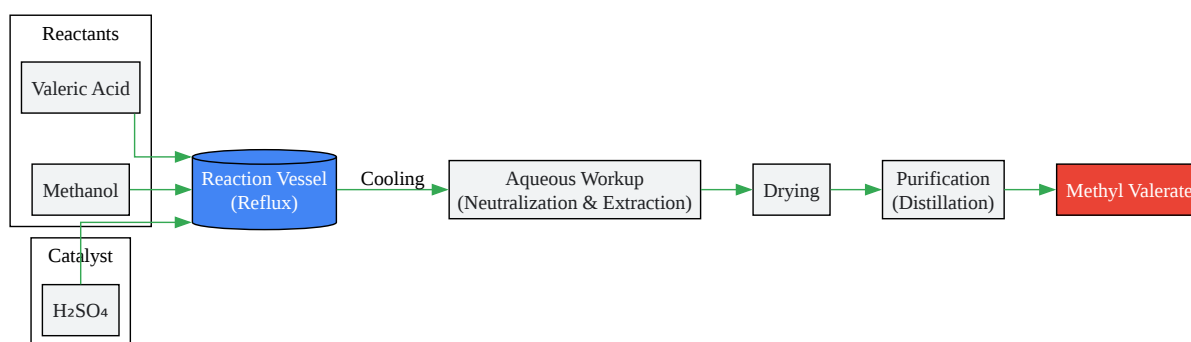 Reactants
Valeric Acid
Methanol
Catalyst
H₂SO₄
Reaction Vessel
(Reflux)
Cooling
Aqueous Workup
(Neutralization & Extraction)
Drying
Purification
(Distillation)
Methyl Valerate